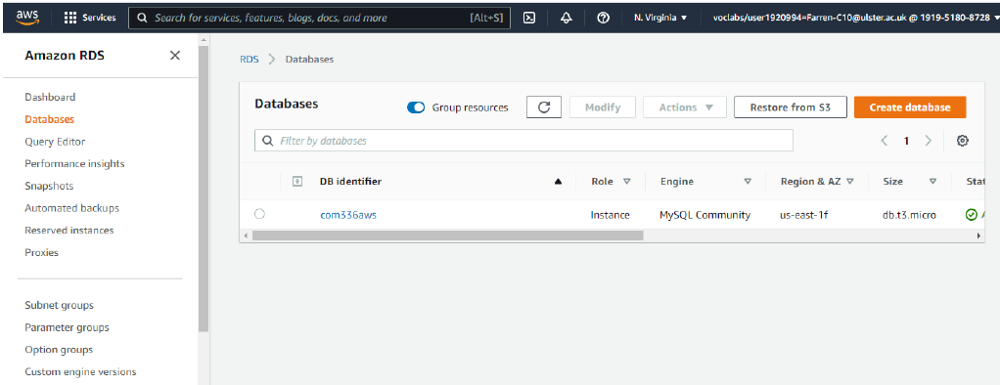 aws Services Search for services, features, blogs, docs, and more [Alt+S] N. Virginia ▼ voclabs/user1920994=Farren-C10@ulster.ac.uk @ 1919-5180-8728 ▼
Amazon RDS
Dashboard
Databases
Query Editor
Performance insights
Snapshots
Automated backups
Reserved instances
Proxies
Subnet groups
Parameter groups
Option groups
Custom engine versions
RDS > Databases
Databases Group resources Modify Actions ▼ Restore from S3 Create database
Filter by databases < 1 >
DB identifier Role Engine Region & AZ Size Stat
com336aws Instance MySQL Community us-east-1f db.t3.micro